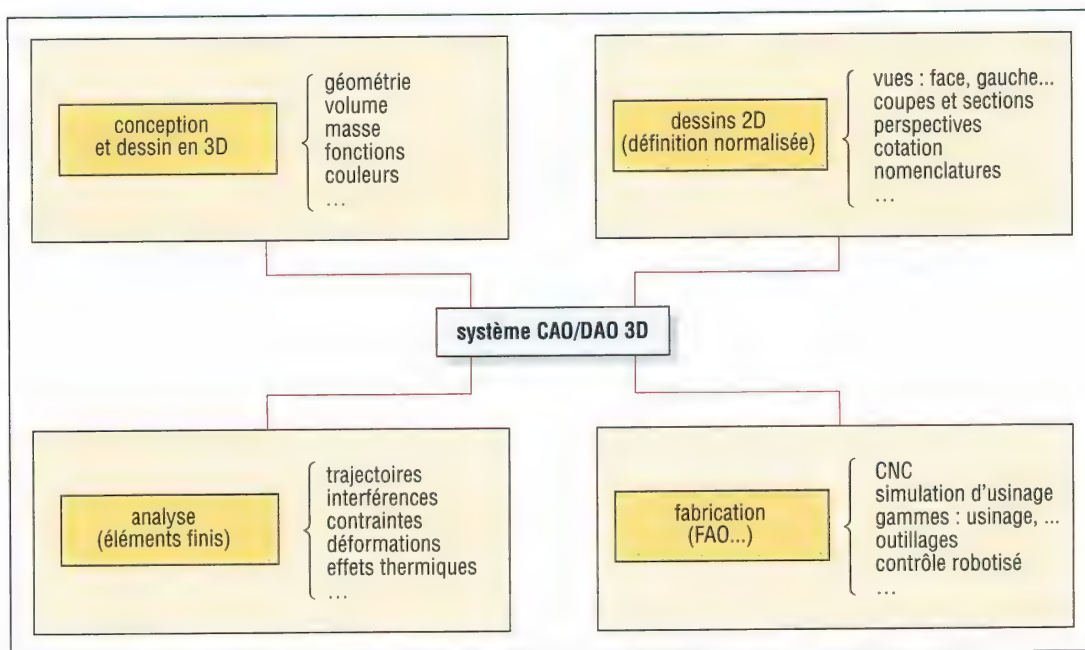 conception
et dessin en 3D
géométrie
volume
masse
fonctions
couleurs
...
dessins 2D
(définition normalisée)
vues : face, gauche...
coupes et sections
perspectives
cotation
nomenclatures
...
système CAO/DAO 3D
analyse
(éléments finis)
trajectoires
interférences
contraintes
déformations
effets thermiques
...
fabrication
(FAO...)
CNC
simulation d'usinage
gammes : usinage, ...
outillages
contrôle robotisé
...